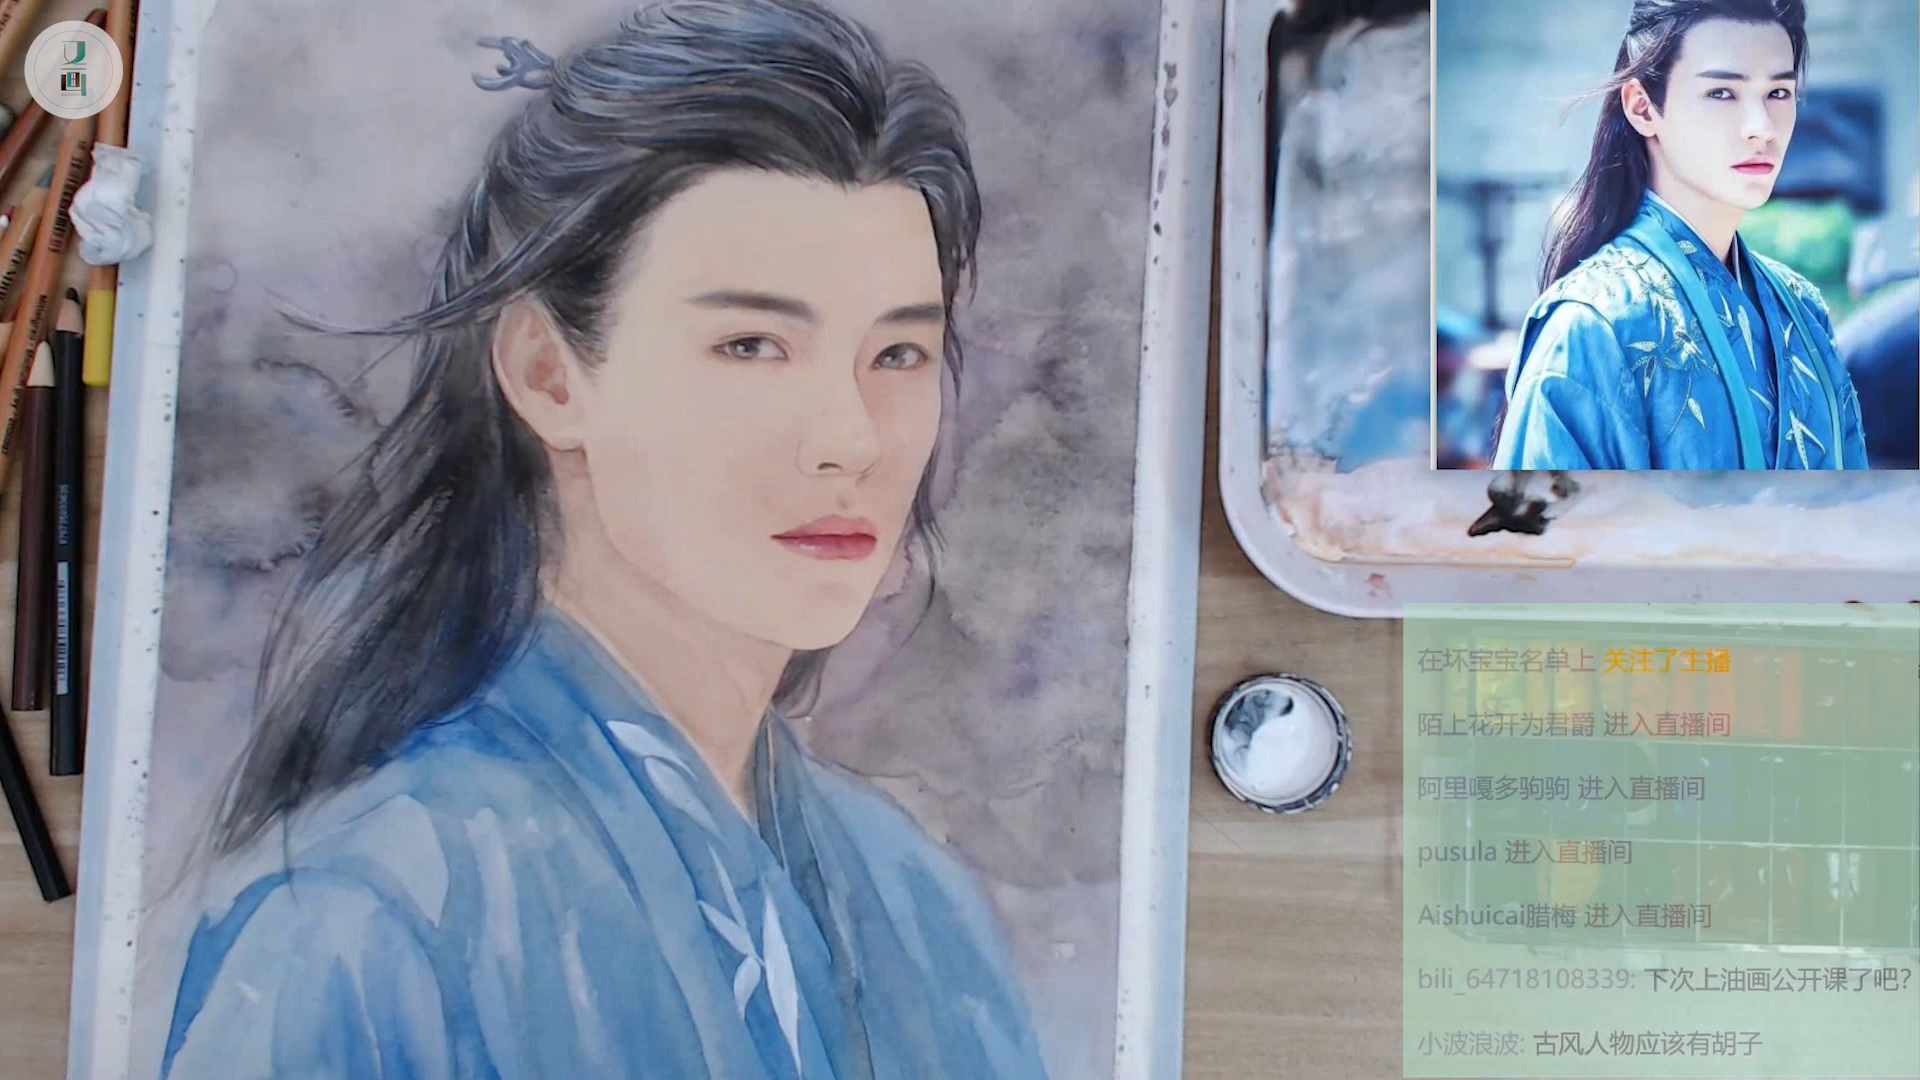 画
在坏宝宝名单上 关注了主播
陌上花开为君爵 进入直播间
阿里嘎多驹驹 进入直播间
pusula 进入直播间
Aishuicai腊梅 进入直播间
bili_64718108339: 下次上油画公开课了吧?
小波浪波: 古风人物应该有胡子